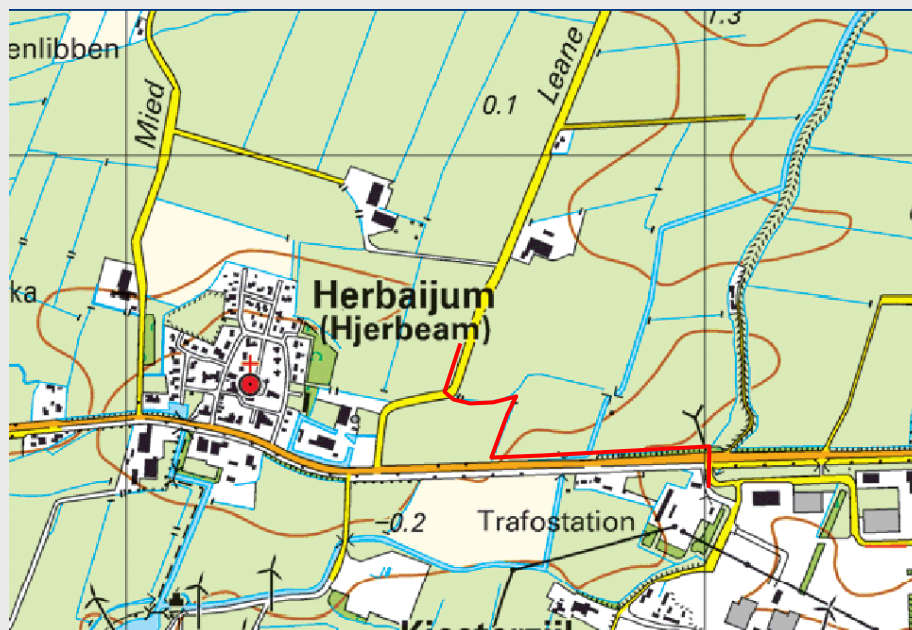 1.3
enlibben
Mied
Leane
0.1
ka
Herbaijum
(Hjerbeam)
-0.2
Trafostation